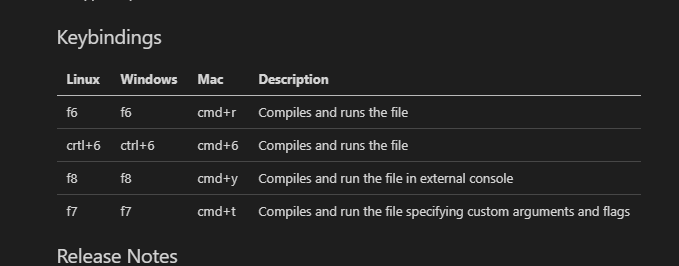 Keybindings
Linux Windows Mac Description
f6 f6 cmd+r Compiles and runs the file
crtl+6 ctrl+6 cmd+6 Compiles and runs the file
f8 f8 cmd+y Compiles and run the file in external console
f7 f7 cmd+t Compiles and run the file specifying custom arguments and flags
Release Notes